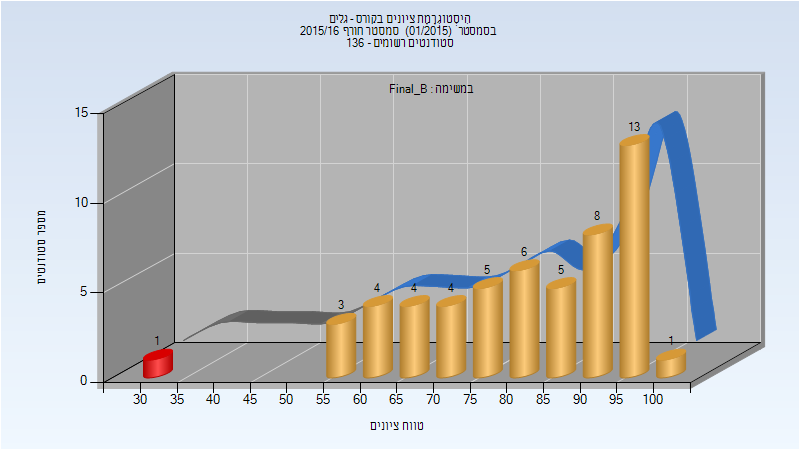 היסטוגרמת ציונים בקורס - גלים
בסמסטר (01/2015) סמסטר חורף 2015/16
סטודנטים רשומים - 136
במשימה : Final_B
מספר סטודנטים
15
10
5
0
1
3
4
4
4
5
6
5
8
13
1
30 35 40 45 50 55 60 65 70 75 80 85 90 95 100
טווח ציונים